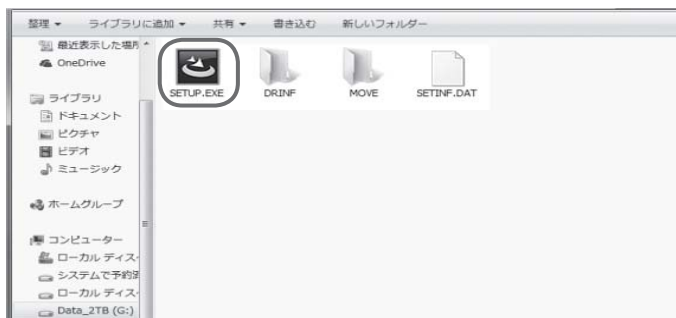 整理 ライブラリに追加 共有 書き込む 新しいフォルダー
最近表示した場所
OneDrive
ライブラリ
ドキュメント
ピクチャ
ビデオ
ミュージック
ホームグループ
コンピューター
ローカル ディス
システムで予約済
ローカル ディス
Data_2TB (G:)
SETUP.EXE DRINF MOVE SETINF.DAT